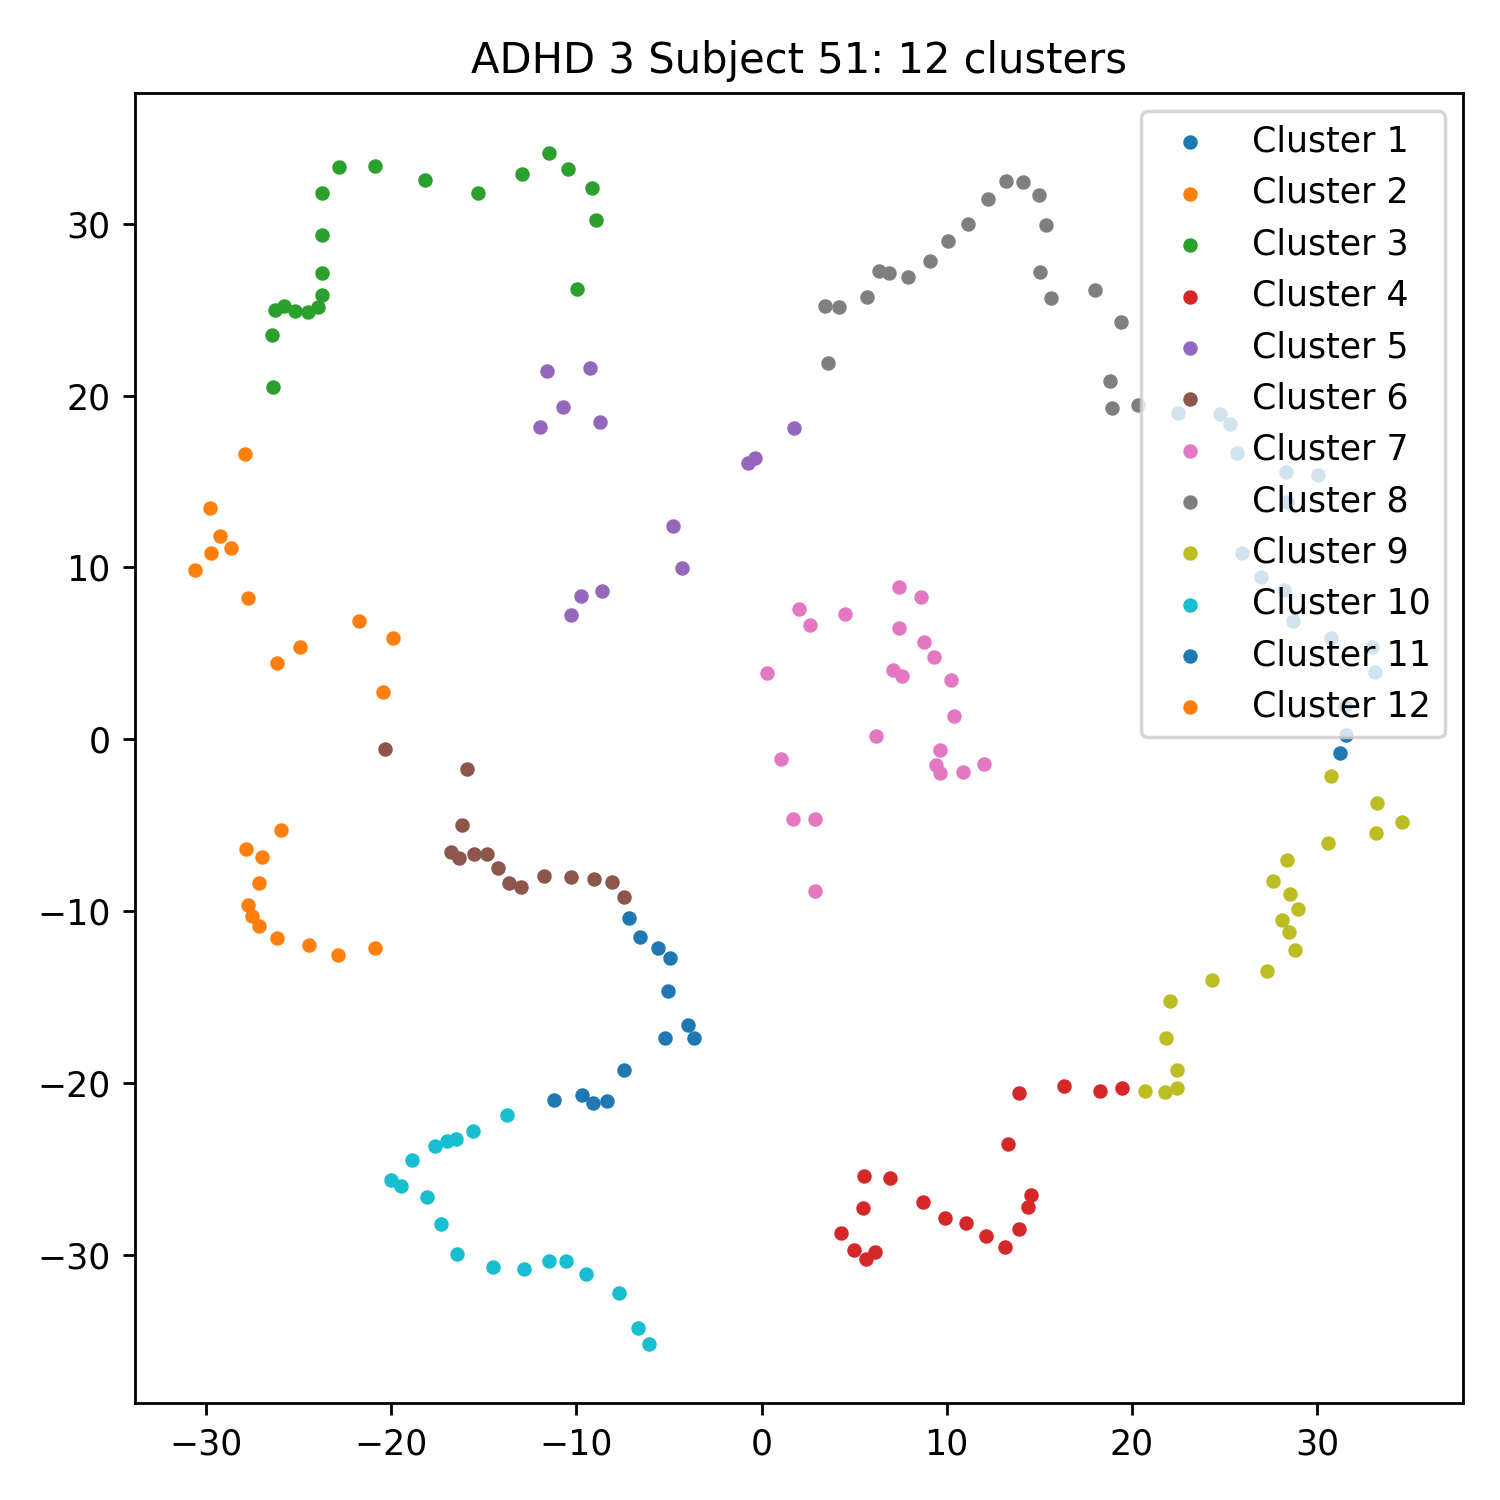 ADHD 3 Subject 51: 12 clusters
Cluster 1
Cluster 2
Cluster 3
Cluster 4
Cluster 5
Cluster 6
Cluster 7
Cluster 8
Cluster 9
Cluster 10
Cluster 11
Cluster 12
30
20
10
0
−10
−20
−30
−30 −20 −10 0 10 20 30